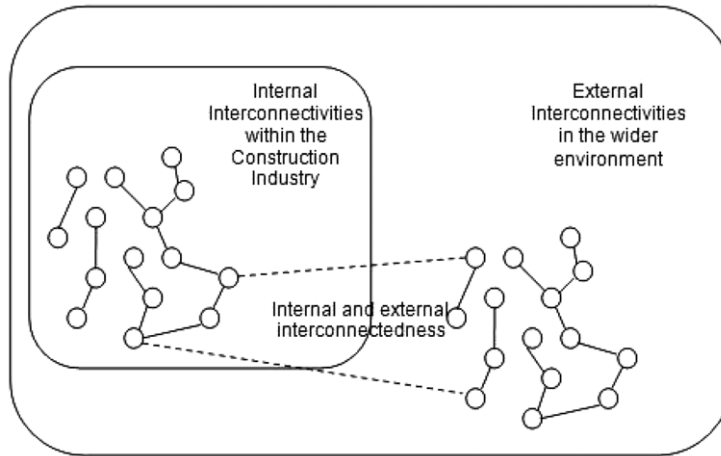 Internal
Interconnectivities
within the
Construction
Industry
External
Interconnectivities
in the wider
environment
Internal and external
interconnectedness